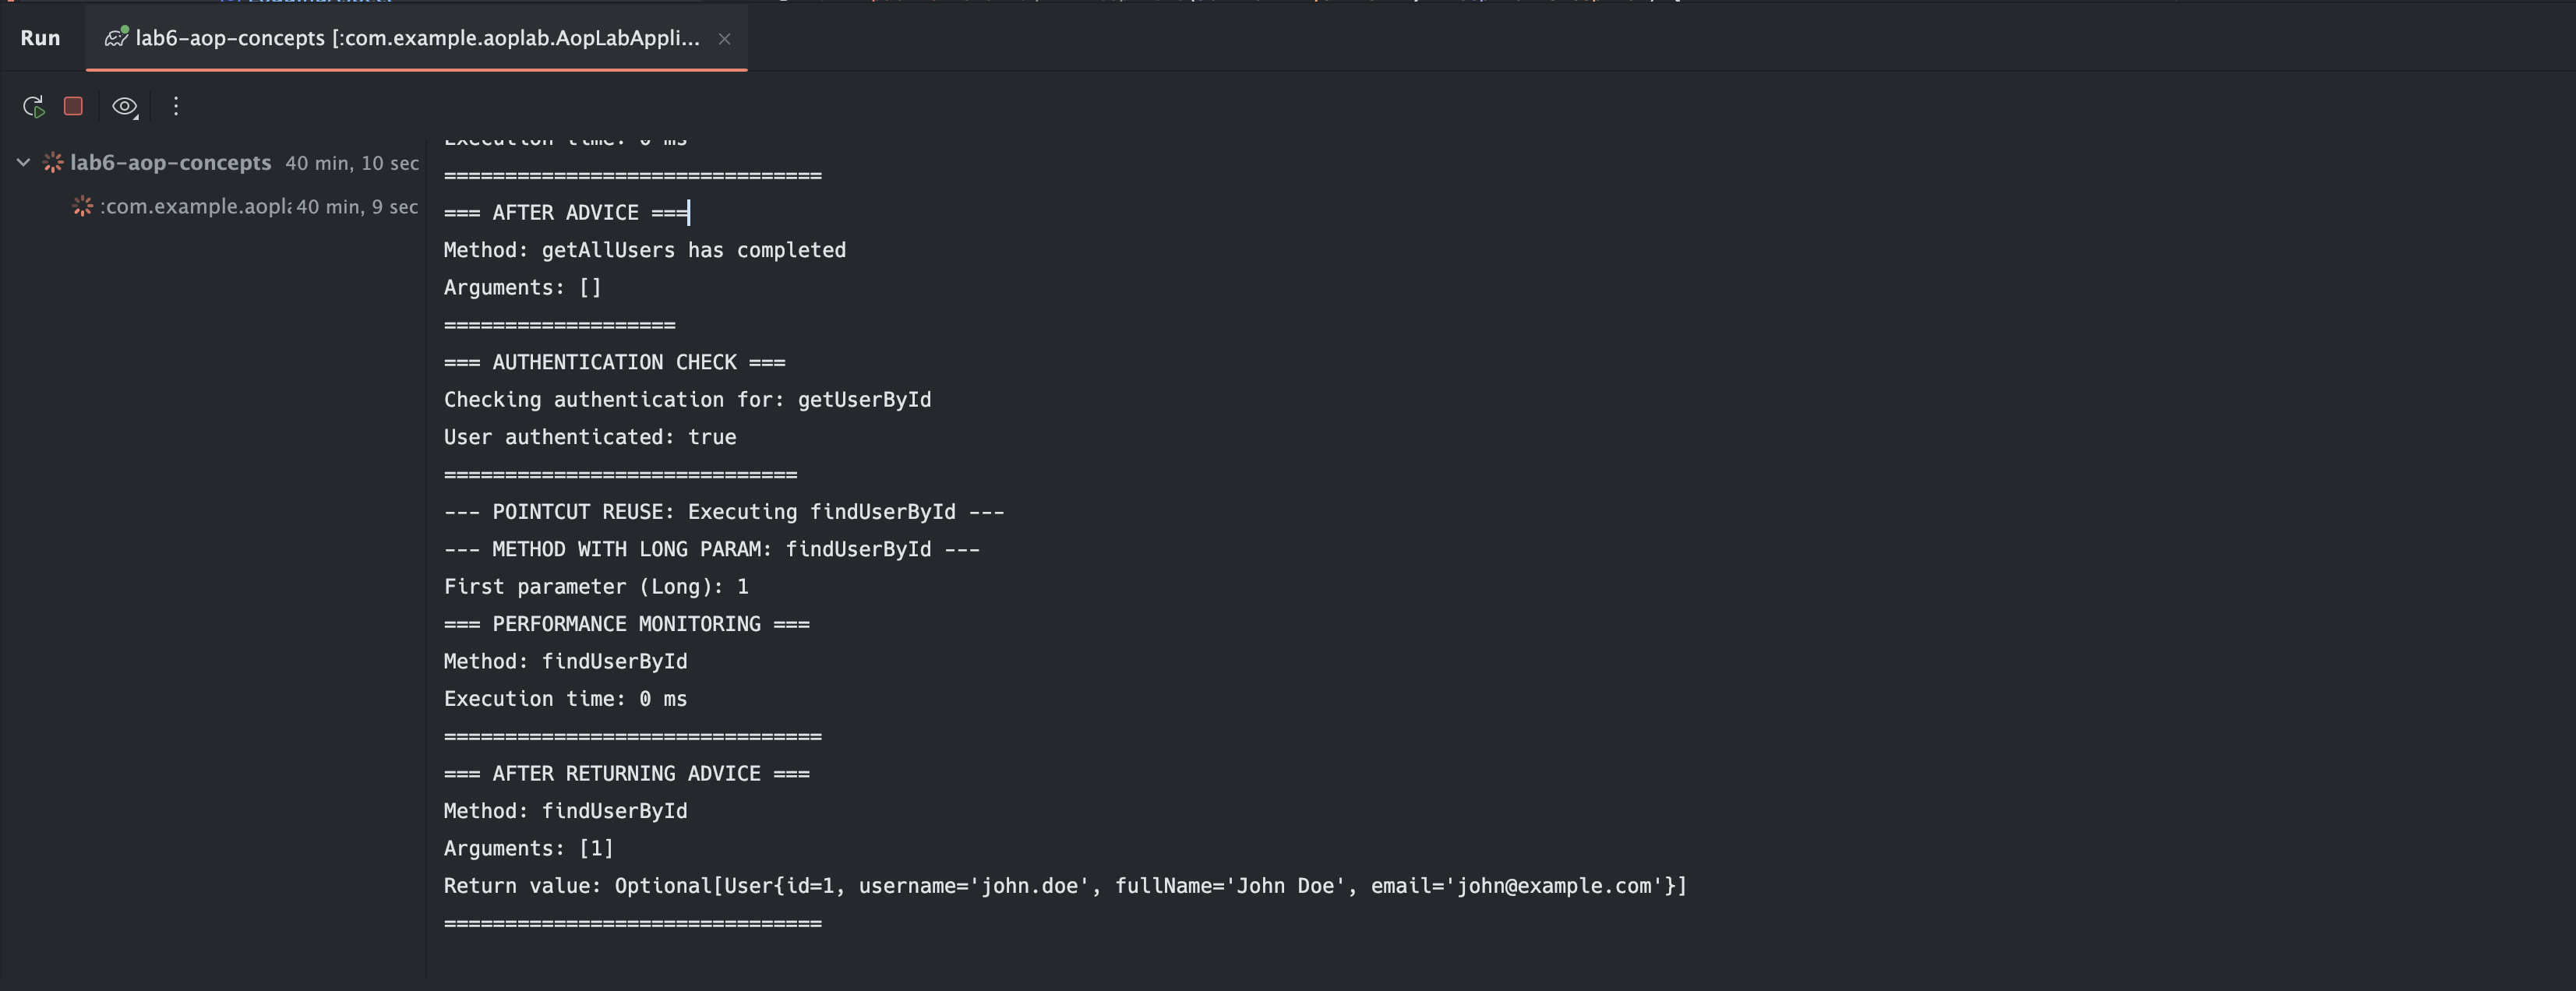 Run lab6-aop-concepts [:com.example.aoplab.AopLabAppli...
lab6-aop-concepts 40 min, 10 sec
:com.example.aopl 40 min, 9 sec
Execution time: 0 ms
===============================
=== AFTER ADVICE ===
Method: getAllUsers has completed
Arguments: []
===================
=== AUTHENTICATION CHECK ===
Checking authentication for: getUserById
User authenticated: true
=============================
--- POINTCUT REUSE: Executing findUserById ---
--- METHOD WITH LONG PARAM: findUserById ---
First parameter (Long): 1
=== PERFORMANCE MONITORING ===
Method: findUserById
Execution time: 0 ms
===============================
=== AFTER RETURNING ADVICE ===
Method: findUserById
Arguments: [1]
Return value: Optional[User{id=1, username='john.doe', fullName='John Doe', email='john@example.com'}]
===============================